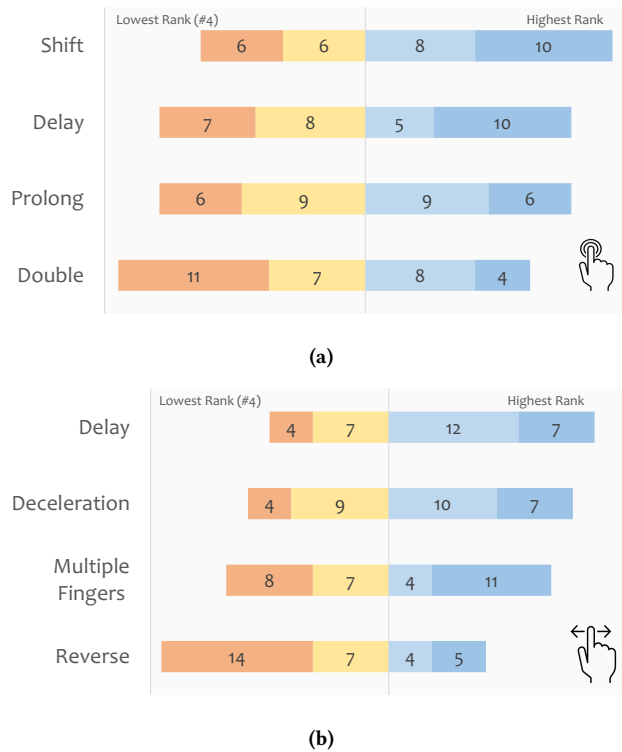 Lowest Rank (#4) Highest Rank
Shift 6 6 8 10
Delay 7 8 5 10
Prolong 6 9 9 6
Double 11 7 8 4
(a)
Lowest Rank (#4) Highest Rank
Delay 4 7 12 7
Deceleration 4 9 10 7
Multiple
Fingers 8 7 4 11
Reverse 14 7 4 5
(b)